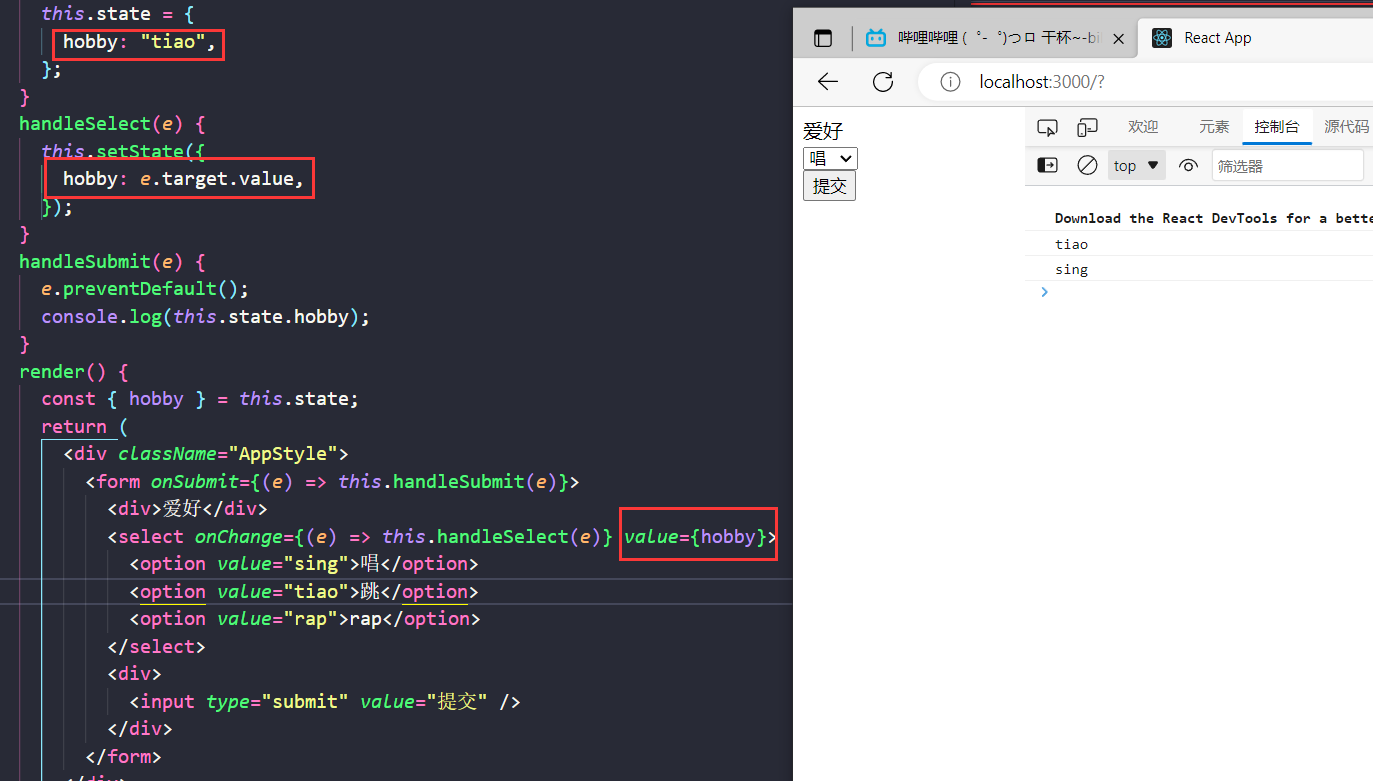 this.state = {
hobby: "tiao",
};
}
handleSelect(e) {
this.setState({
hobby: e.target.value,
});
}
handleSubmit(e) {
e.preventDefault();
console.log(this.state.hobby);
}
render() {
const { hobby } = this.state;
return (
<div className="AppStyle">
<form onSubmit={(e) => this.handleSubmit(e)}>
<div>爱好</div>
<select onChange={(e) => this.handleSelect(e)} value={hobby}>
<option value="sing">唱</option>
<option value="tiao">跳</option>
<option value="rap">rap</option>
</select>
<div>
<input type="submit" value="提交" />
</div>
</form>
</div>
哔哩哔哩 (゜-゜)つロ 干杯~-bi
React App
localhost:3000/?
爱好
唱
提交
欢迎 元素 控制台 源代码
top 筛选器
Download the React DevTools for a bette
tiao
sing